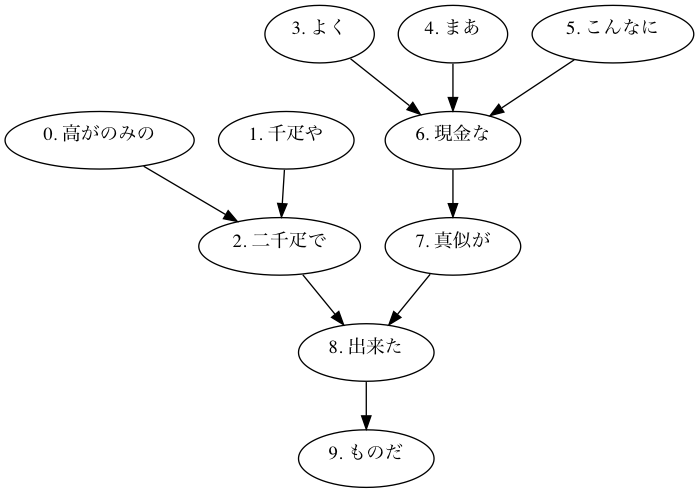 3. よく
4. まあ
5. こんなに
0. 高がのみの
1. 千疋や
6. 現金な
2. 二千疋で
7. 真似が
8. 出来た
9. ものだ